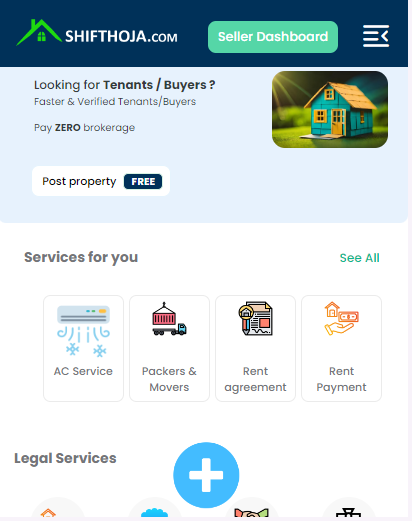 SHIFTHOJA.COM
Seller Dashboard
Looking for Tenants / Buyers ?
Faster & Verified Tenants/Buyers
Pay ZERO brokerage
Post property FREE
Services for you
See All
AC Service
Packers &
Movers
Rent
agreement
Rent
Payment
Legal Services